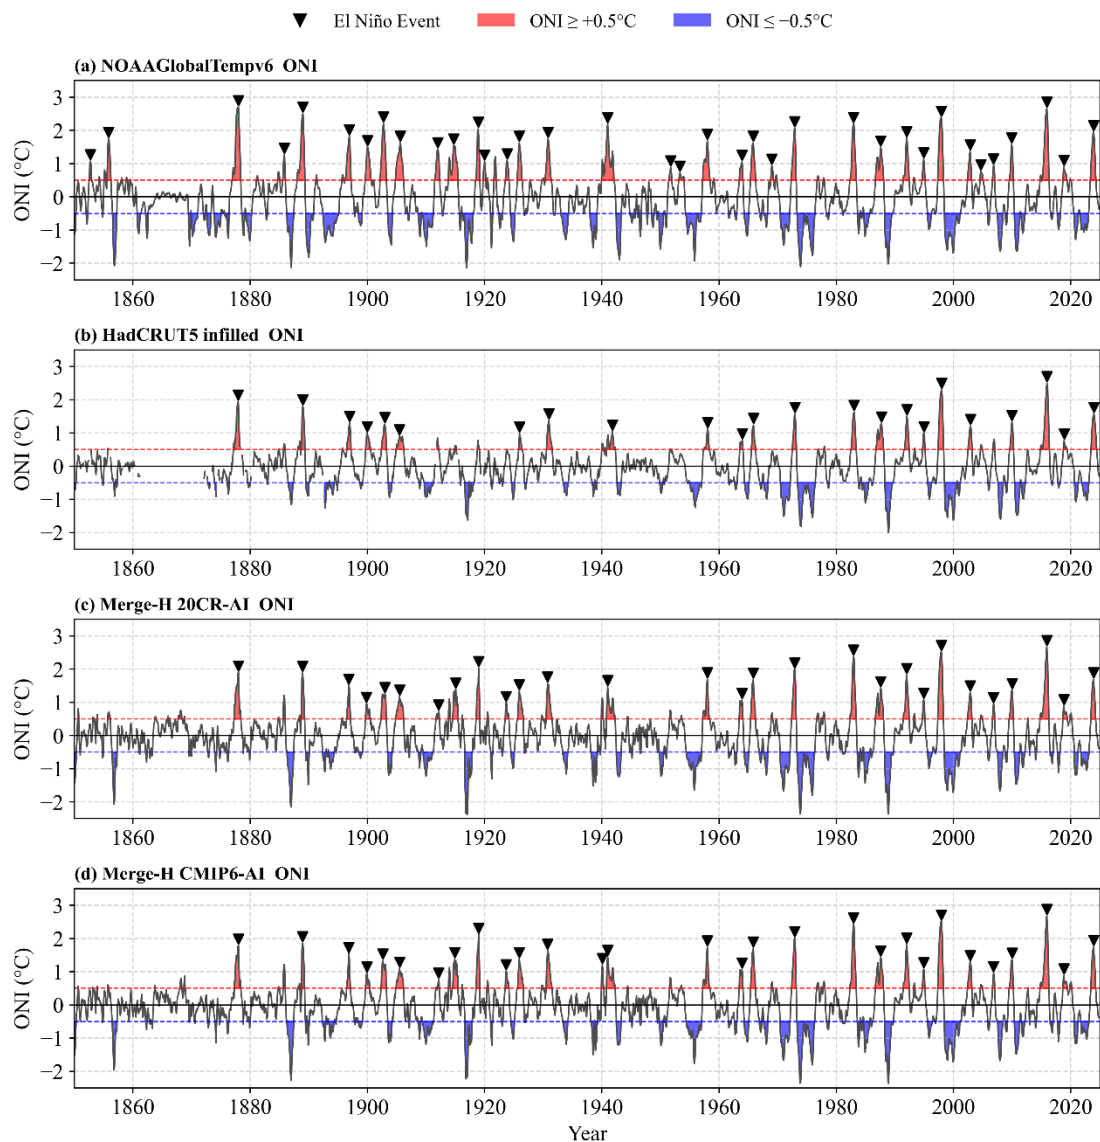 El Niño Event ONI ≥ +0.5°C ONI ≤ −0.5°C
(a) NOAAGlobalTempv6 ONI
ONI (°C)
3
2
1
0
−1
−2
1860 1880 1900 1920 1940 1960 1980 2000 2020
(b) HadCRUT5 infilled ONI
ONI (°C)
3
2
1
0
−1
−2
1860 1880 1900 1920 1940 1960 1980 2000 2020
(c) Merge-H 20CR-AI ONI
ONI (°C)
3
2
1
0
−1
−2
1860 1880 1900 1920 1940 1960 1980 2000 2020
(d) Merge-H CMIP6-AI ONI
ONI (°C)
3
2
1
0
−1
−2
1860 1880 1900 1920 1940 1960 1980 2000 2020
Year